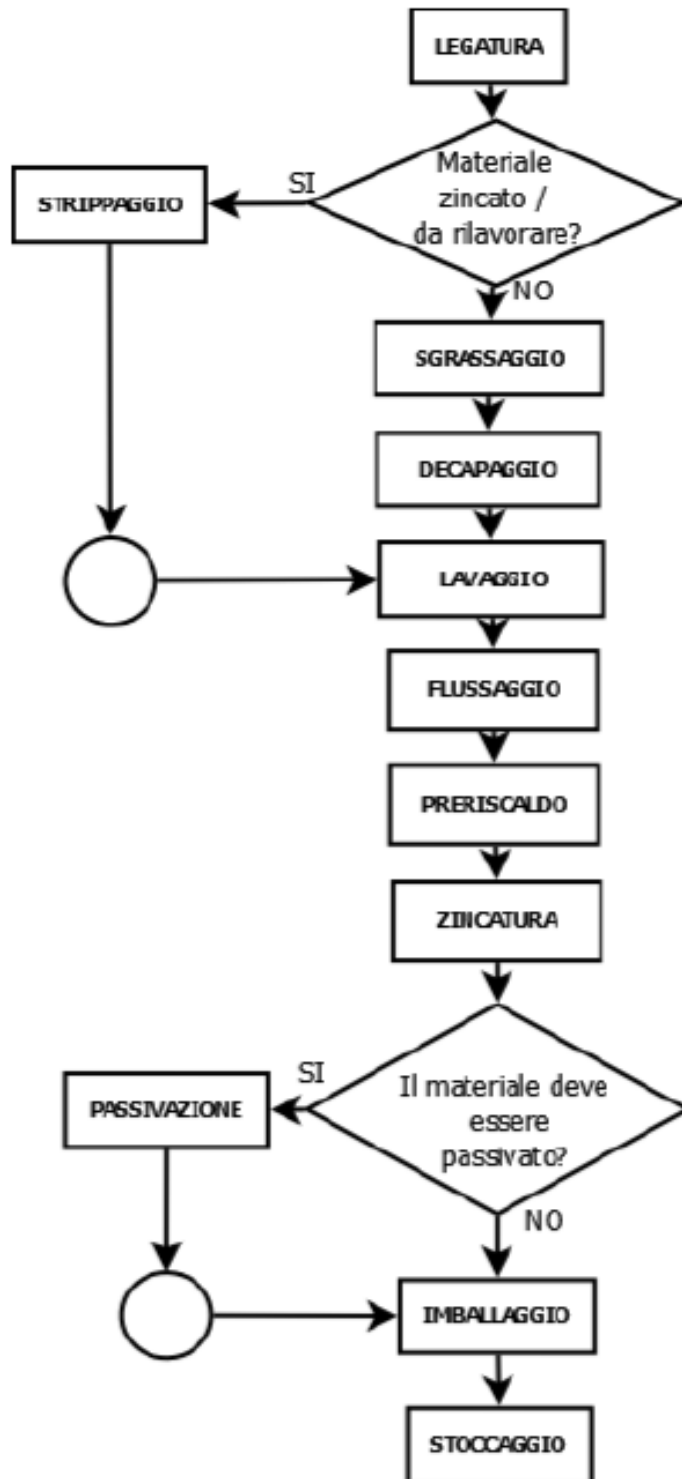 LEGATURA
Materiale
zincato /
da rilavorare?
SI
STRIPPAGGIO
NO
SGRASSAGGIO
DECAPAGGIO
LAVAGGIO
FLUSSAGGIO
PRERISCALDO
ZINCATURA
SI
PASSIVAZIONE
Il materiale deve
essere
passivato?
NO
IMBALLAGGIO
STOCCAGGIO